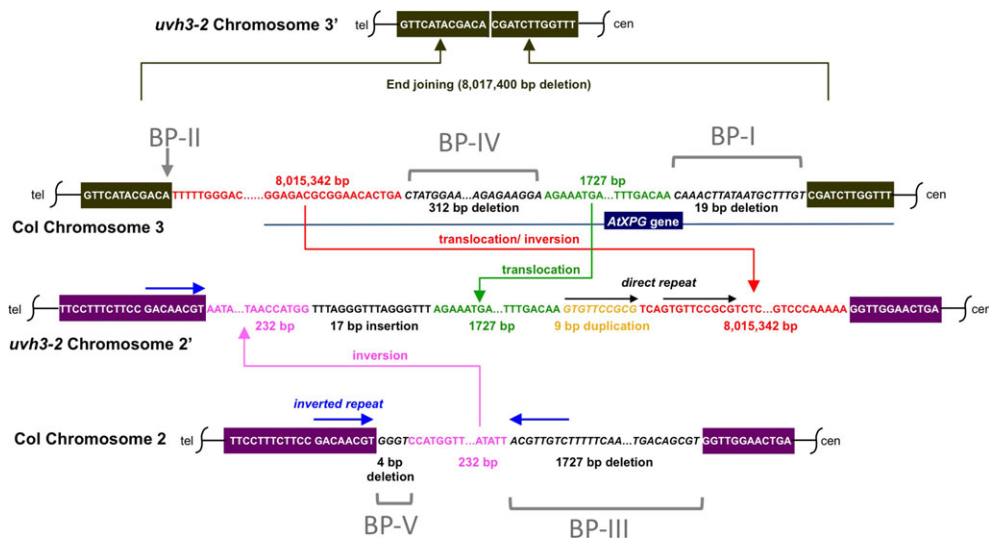 uvh3-2 Chromosome 3’ tel GTTCATACGACA CGATCTTGGTTT cen
End joining (8,017,400 bp deletion)
BP-II BP-IV BP-I
8,015,342 bp 1727 bp
tel GTTCATACGACA TTTTTGGGAC......GGAGACGCGGAACACTGA CTATGGAA...AGAGAAGGA AGAAATGA...TTTGACAAC CAAACTTATAATGCTTTGT CGATCTTGGTTT cen
312 bp deletion 19 bp deletion
Col Chromosome 3 AtXPG gene
translocation/ inversion
translocation direct repeat
tel TTCCTTTCTTCC GACAACGT AATA...TAACCATGG TTTAGGGTTTAGGGTTT AGAAATGA...TTTGACAA GTGTTCCGCG TCAGTGTTCCGCGTCTC...GTCCCAAAAA GGTTGGAACTGA cen
232 bp 17 bp insertion 1727 bp 9 bp duplication 8,015,342 bp
uvh3-2 Chromosome 2’
inversion
inverted repeat
Col Chromosome 2 tel TTCCTTTCTTCC GACAACGT GGGTCCATGGTT...ATATT ACGTTGTCTTTTTCAA...TGACAGCGT GGTTGGAACTGA cen
4 bp deletion 232 bp 1727 bp deletion
BP-V BP-III